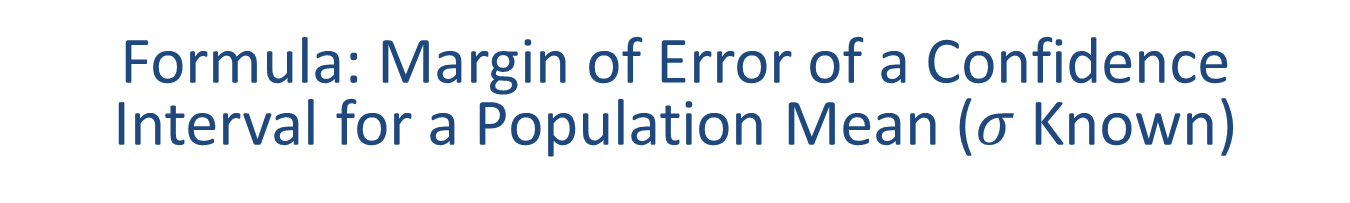 Formula: Margin of Error of a Confidence
Interval for a Population Mean (σ Known)